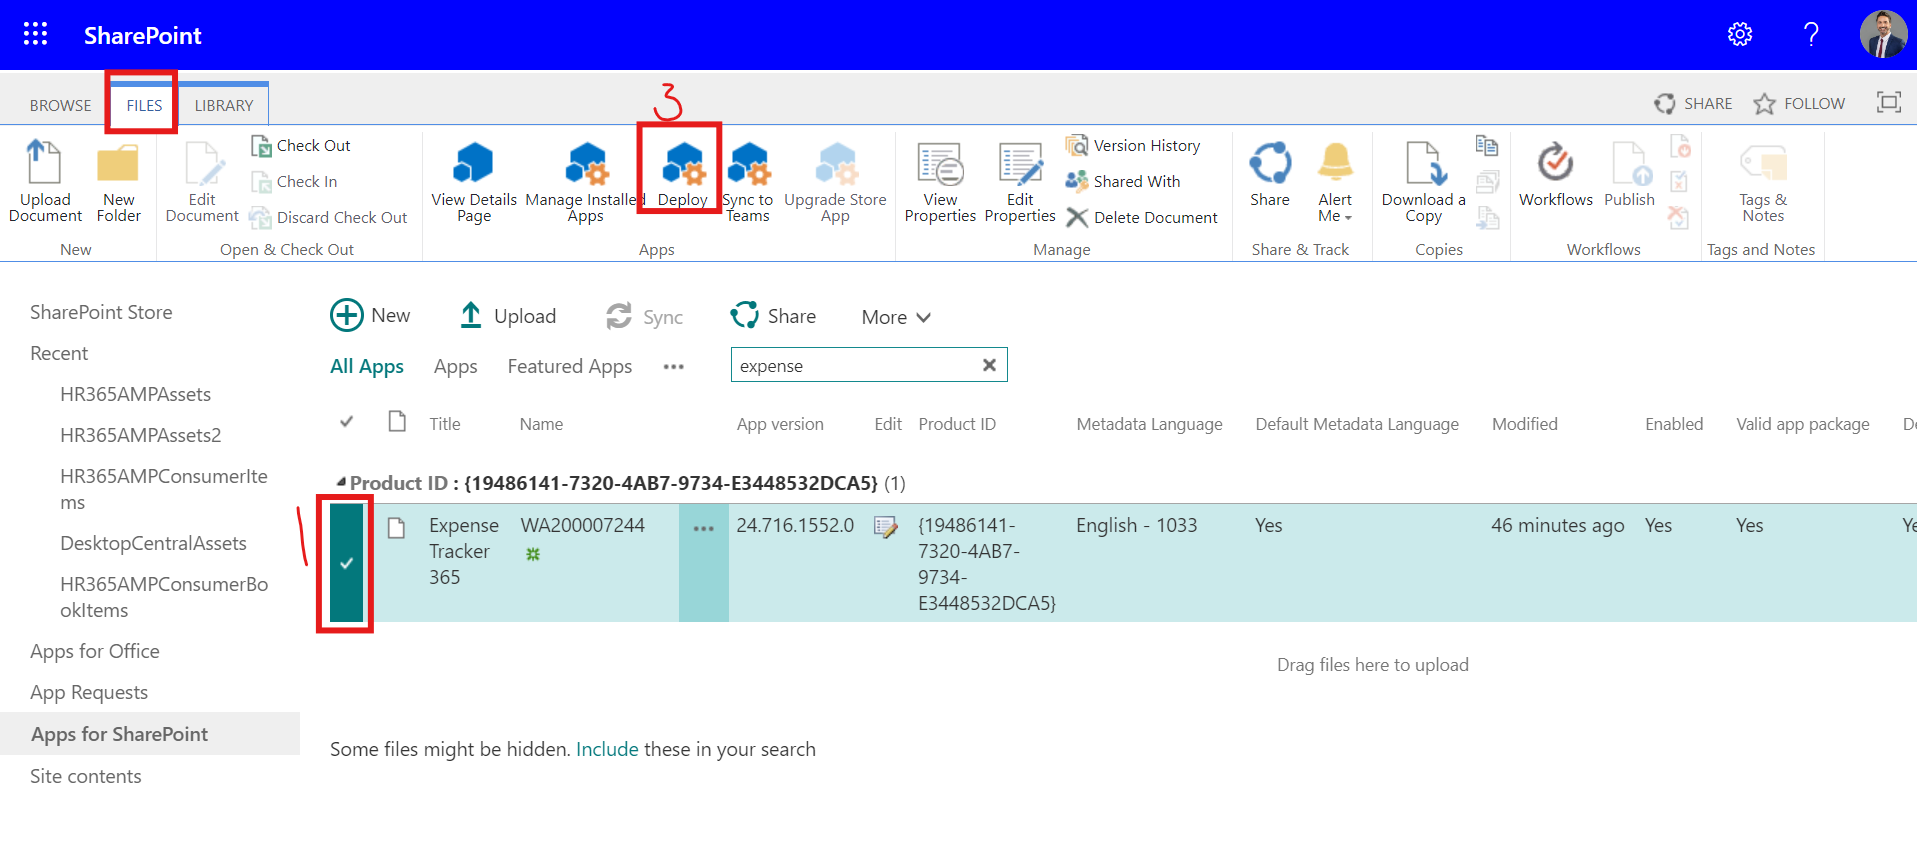 SharePoint
?
3
BROWSE FILES LIBRARY SHARE FOLLOW
Upload Document
New Folder
New
Edit Document
Check Out
Check In
Discard Check Out
Open & Check Out
View Details Page
Manage Installed Apps
Deploy
Sync to Teams
Upgrade Store App
Apps
View Properties
Edit Properties
Version History
Shared With
Delete Document
Manage
Share
Alert Me
Share & Track
Download a Copy
Copies
Workflows
Publish
Workflows
Tags & Notes
Tags and Notes
SharePoint Store
Recent
HR365AMPAssets
HR365AMPAssets2
HR365AMPConsumerIte
ms
DesktopCentralAssets
HR365AMPConsumerBo
okItems
Apps for Office
App Requests
Apps for SharePoint
Site contents
New Upload Sync Share More
All Apps Apps Featured Apps ... expense
Title Name App version Edit Product ID Metadata Language Default Metadata Language Modified Enabled Valid app package De
Product ID : {19486141-7320-4AB7-9734-E3448532DCA5} (1)
1
Expense Tracker 365
WA200007244
...
24.716.1552.0
{19486141-
7320-4AB7-
9734-
E3448532DCA5}
English - 1033
Yes
46 minutes ago
Yes
Yes
Ye
Drag files here to upload
Some files might be hidden. Include these in your search